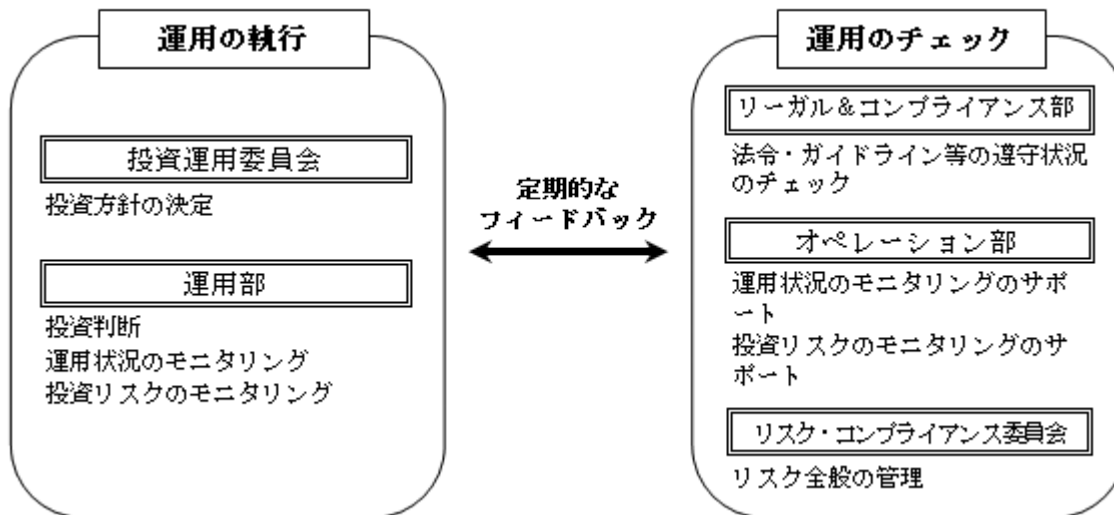 運用の執行
投資運用委員会
投資方針の決定
運用部
投資判断
運用状況のモニタリング
投資リスクのモニタリング
定期的な
フィードバック
運用のチェック
リーガル＆コンプライアンス部
法令・ガイドライン等の遵守状況
のチェック
オペレーション部
運用状況のモニタリングのサポ
ート
投資リスクのモニタリングのサ
ポート
リスク・コンプライアンス委員会
リスク全般の管理